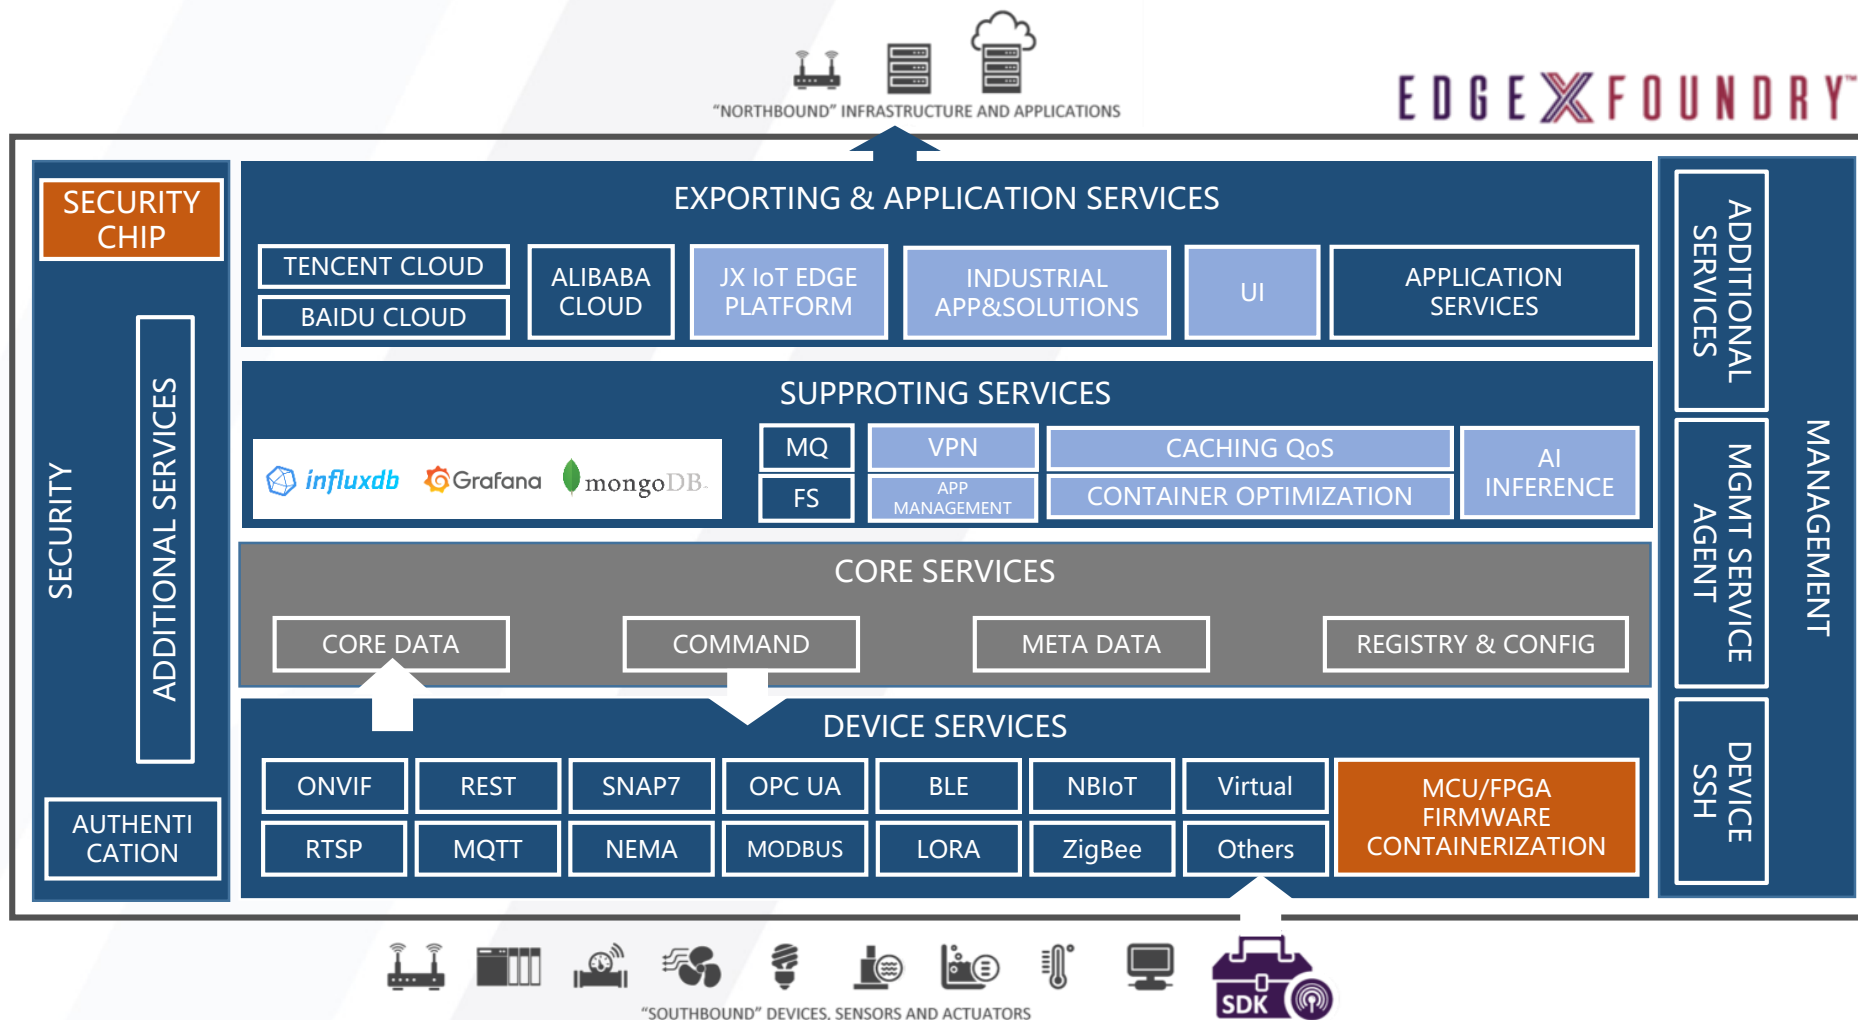 "NORTHBOUND" INFRASTRUCTURE AND APPLICATIONS
EDGE X FOUNDRY™
SECURITY
CHIP
SECURITY
ADDITIONAL SERVICES
AUTHENTI
CATION
EXPORTING & APPLICATION SERVICES
TENCENT CLOUD
BAIDU CLOUD
ALIBABA
CLOUD
JX IoT EDGE
PLATFORM
INDUSTRIAL
APP&SOLUTIONS
UI
APPLICATION
SERVICES
SUPPROTING SERVICES
influxdb
Grafana
mongoDB
MQ
FS
VPN
APP
MANAGEMENT
CACHING QoS
CONTAINER OPTIMIZATION
AI
INFERENCE
CORE SERVICES
CORE DATA
COMMAND
META DATA
REGISTRY & CONFIG
DEVICE SERVICES
ONVIF
REST
SNAP7
OPC UA
BLE
NBIoT
Virtual
RTSP
MQTT
NEMA
MODBUS
LORA
ZigBee
Others
MCU/FPGA
FIRMWARE
CONTAINERIZATION
ADDITIONAL
SERVICES
MGMT SERVICE
AGENT
DEVICE
SSH
MANAGEMENT
SDK
"SOUTHBOUND" DEVICES, SENSORS AND ACTUATORS